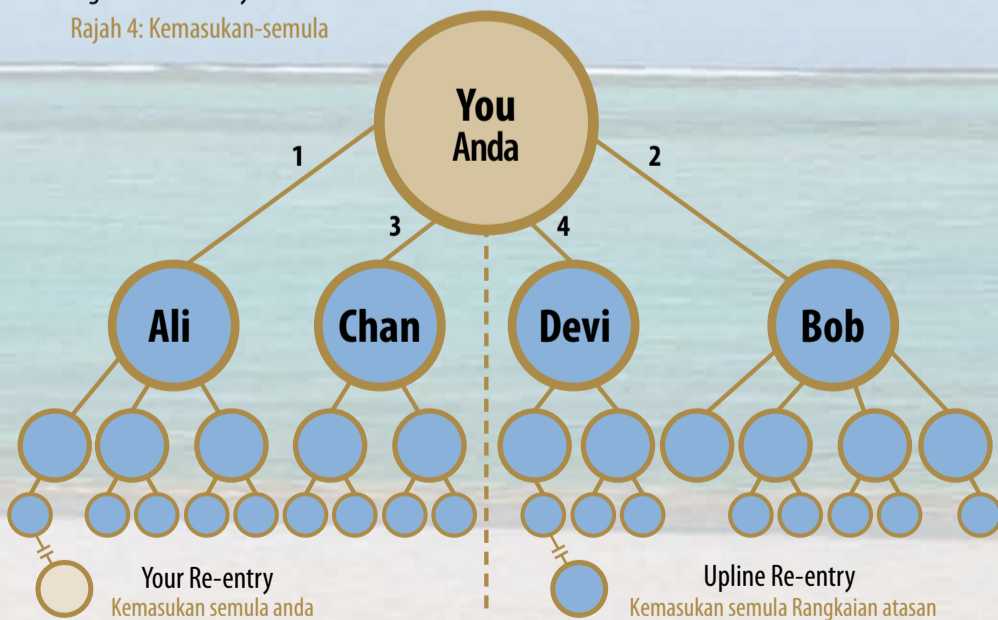 Rajah 4: Kemasukan-semula
You
Anda
1
2
3
4
Ali
Chan
Devi
Bob
Your Re-entry
Kemasukan semula anda
Upline Re-entry
Kemasukan semula Rangkaian atasan